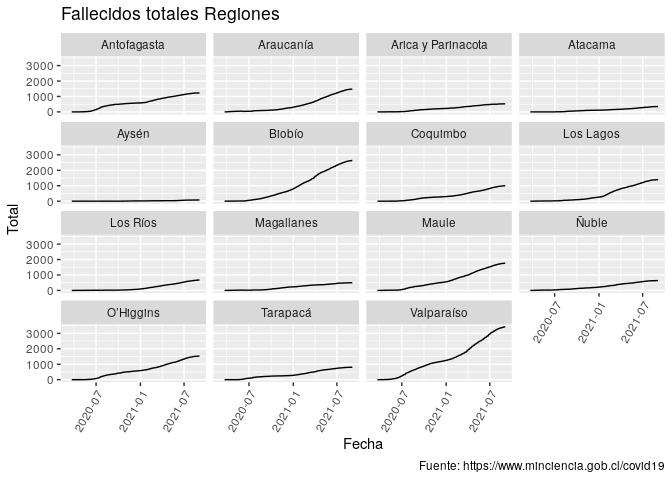 Fallecidos totales Regiones
Antofagasta Araucanía Arica y Parinacota Atacama
3000
2000
1000
0
Aysén Biobío Coquimbo Los Lagos
3000
2000
1000
0
Los Ríos Magallanes Maule Ñuble
3000
2000
1000
0
O'Higgins Tarapacá Valparaíso
3000
2000
1000
0
2020-07 2021-01 2021-07 2020-07 2021-01 2021-07 2020-07 2021-01 2021-07 2020-07 2021-01 2021-07
Total
Fecha
Fuente: https://www.minciencia.gob.cl/covid19